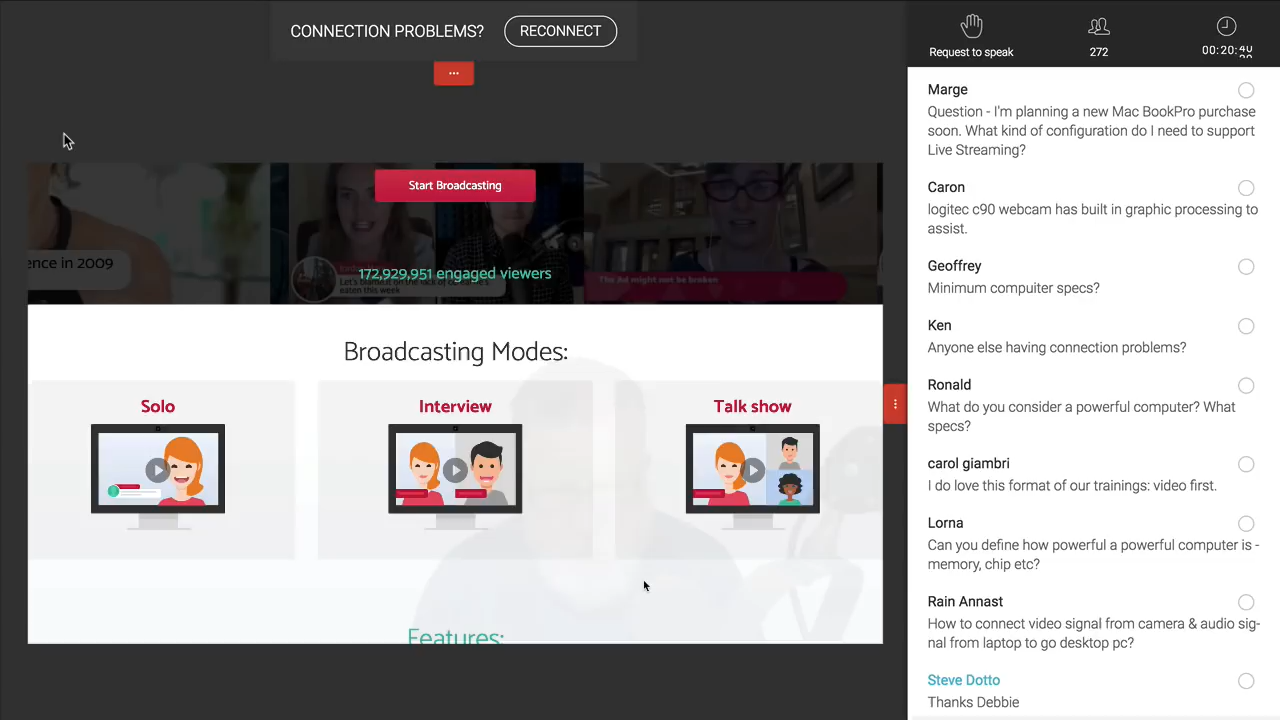 CONNECTION PROBLEMS?
RECONNECT
...
Start Broadcasting
ence in 2009
172,929,951 engaged viewers
eaten this week
Broadcasting Modes:
Solo
Interview
Talk show
Features:
Request to speak
272
00:20:
Marge
Question - I'm planning a new Mac BookPro purchase
soon. What kind of configuration do I need to support
Live Streaming?
Caron
logitec c90 webcam has built in graphic processing to
assist.
Geoffrey
Minimum compuiter specs?
Ken
Anyone else having connection problems?
Ronald
What do you consider a powerful computer? What
specs?
carol giambri
I do love this format of our trainings: video first.
Lorna
Can you define how powerful a powerful computer is -
memory, chip etc?
Rain Annast
How to connect video signal from camera & audio sig-
nal from laptop to go desktop pc?
Steve Dotto
Thanks Debbie